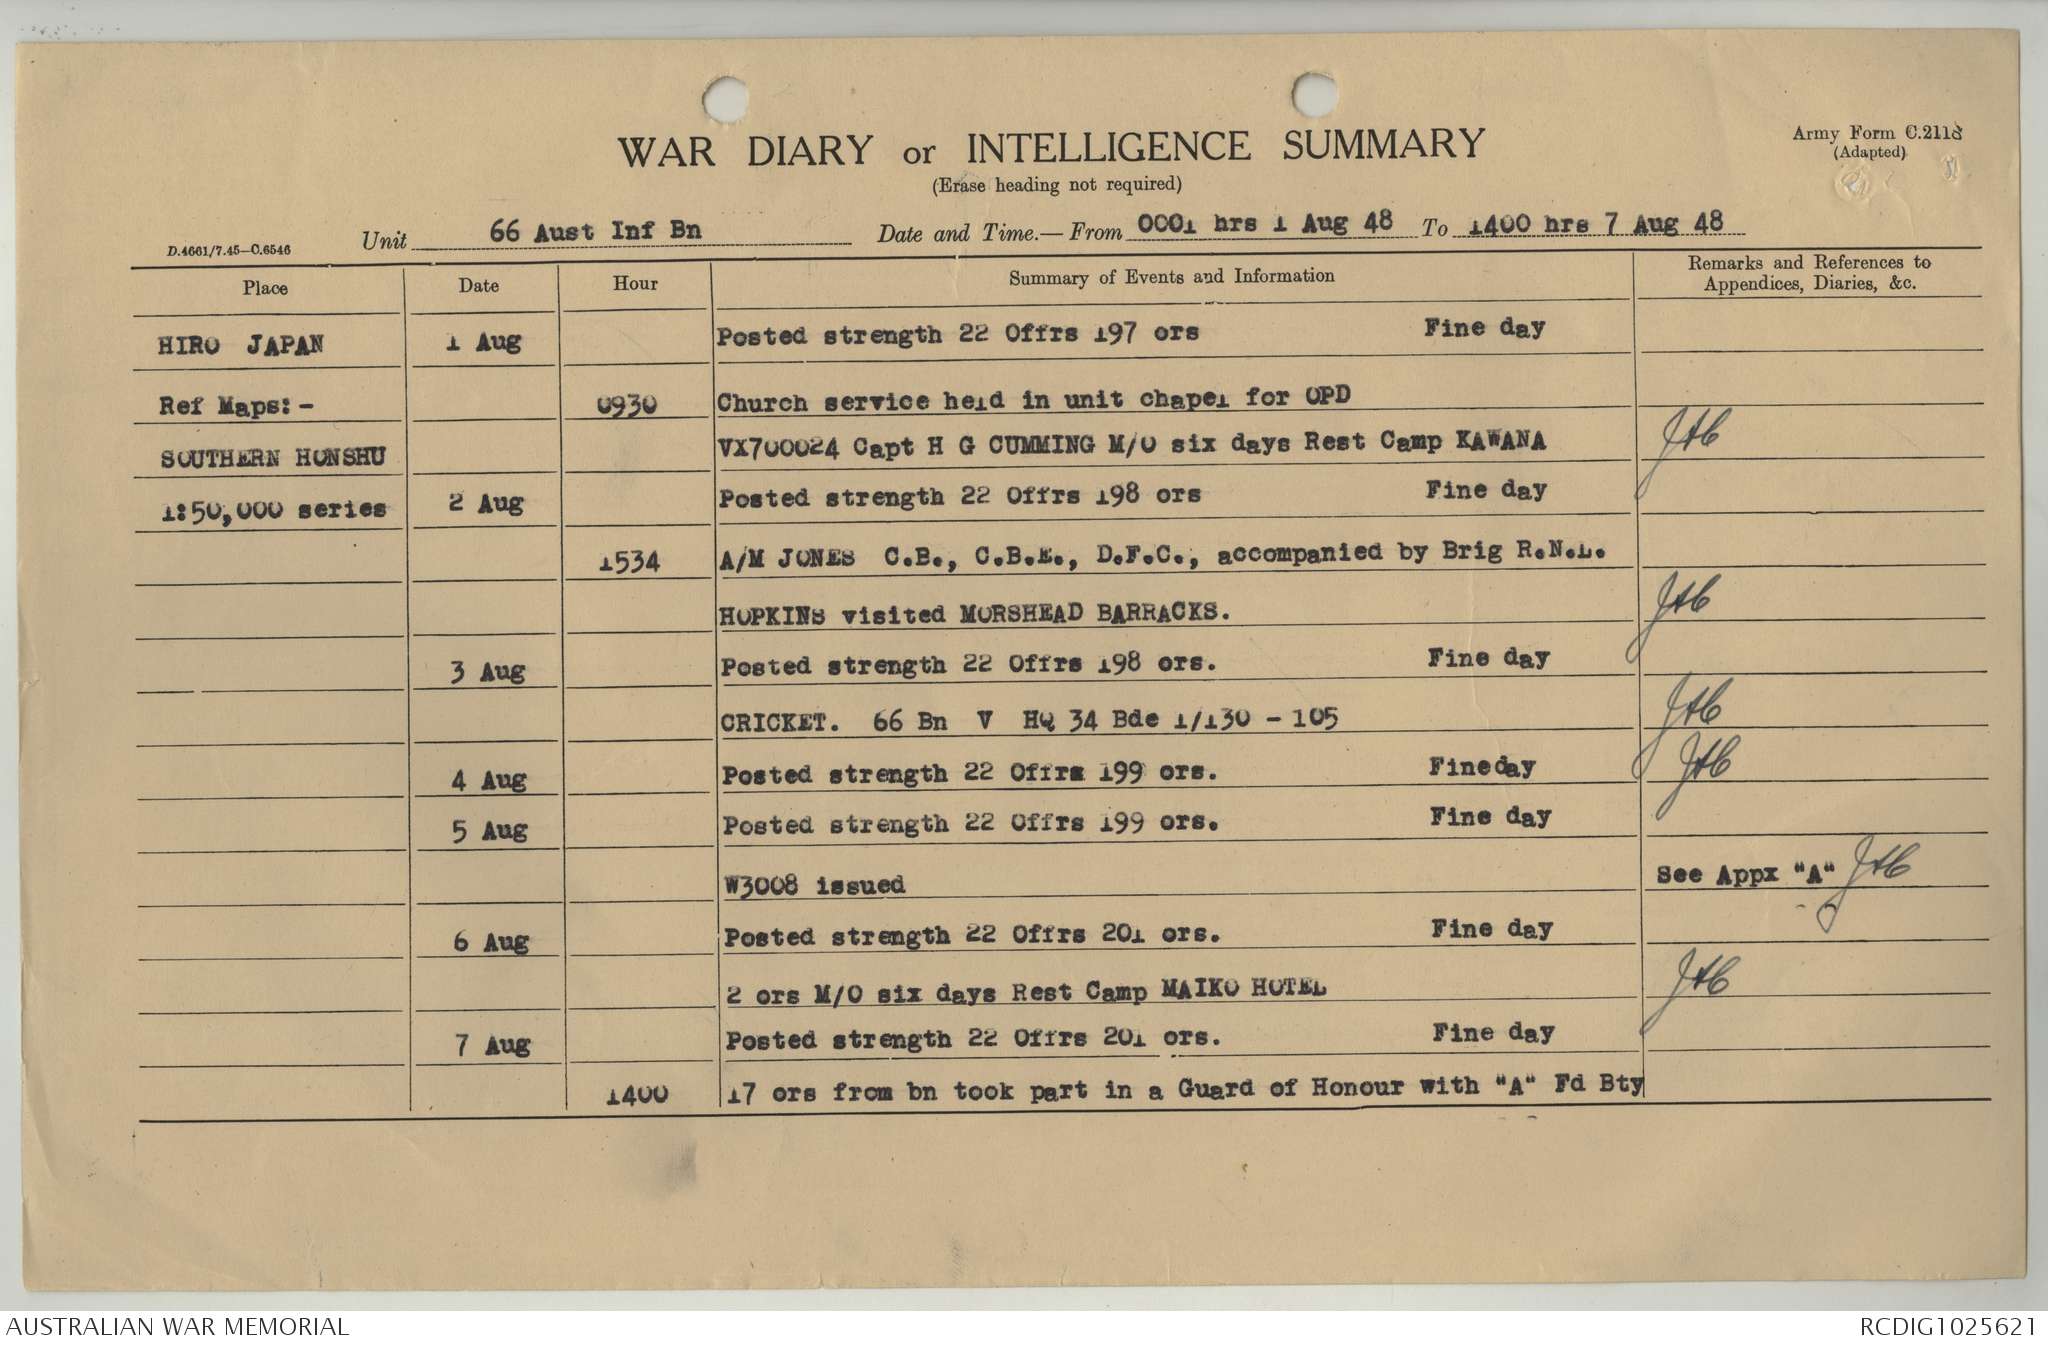 Army Form C.2118
(Adapted)
WAR DIARY or INTELLIGENCE SUMMARY
(Erase heading not required)
D.4661/7.45—C.6546
Unit 66 Aust Inf Bn Date and Time.— From 0001 hrs 1 Aug 48 To 1400 hrs 7 Aug 48
Place Date Hour Summary of Events and Information Remarks and References to Appendices, Diaries, &c.
HIRO JAPAN 1 Aug Posted strength 22 Offrs 197 ors Fine day
Ref Maps:- 0930 Church service held in unit chapel for OPD
SOUTHERN HONSHU VX700024 Capt H G CUMMING M/O six days Rest Camp KAWANA
1:50,000 series 2 Aug Posted strength 22 Offrs 198 ors Fine day
1534 A/M JONES C.B., C.B.E., D.F.C., accompanied by Brig R.N.L.
HOPKINS visited MORSHEAD BARRACKS.
3 Aug Posted strength 22 Offrs 198 ors. Fine day
CRICKET. 66 Bn V HQ 34 Bde 1/130 - 105
4 Aug Posted strength 22 Offrs 199 ors. Fine day
5 Aug Posted strength 22 Offrs 199 ors. Fine day
W3008 issued See Appx "A"
6 Aug Posted strength 22 Offrs 201 ors. Fine day
2 ors M/O six days Rest Camp MAIKO HOTEL
7 Aug Posted strength 22 Offrs 201 ors. Fine day
1400 17 ors from bn took part in a Guard of Honour with "A" Fd Bty
AUSTRALIAN WAR MEMORIAL RCDIG1025621